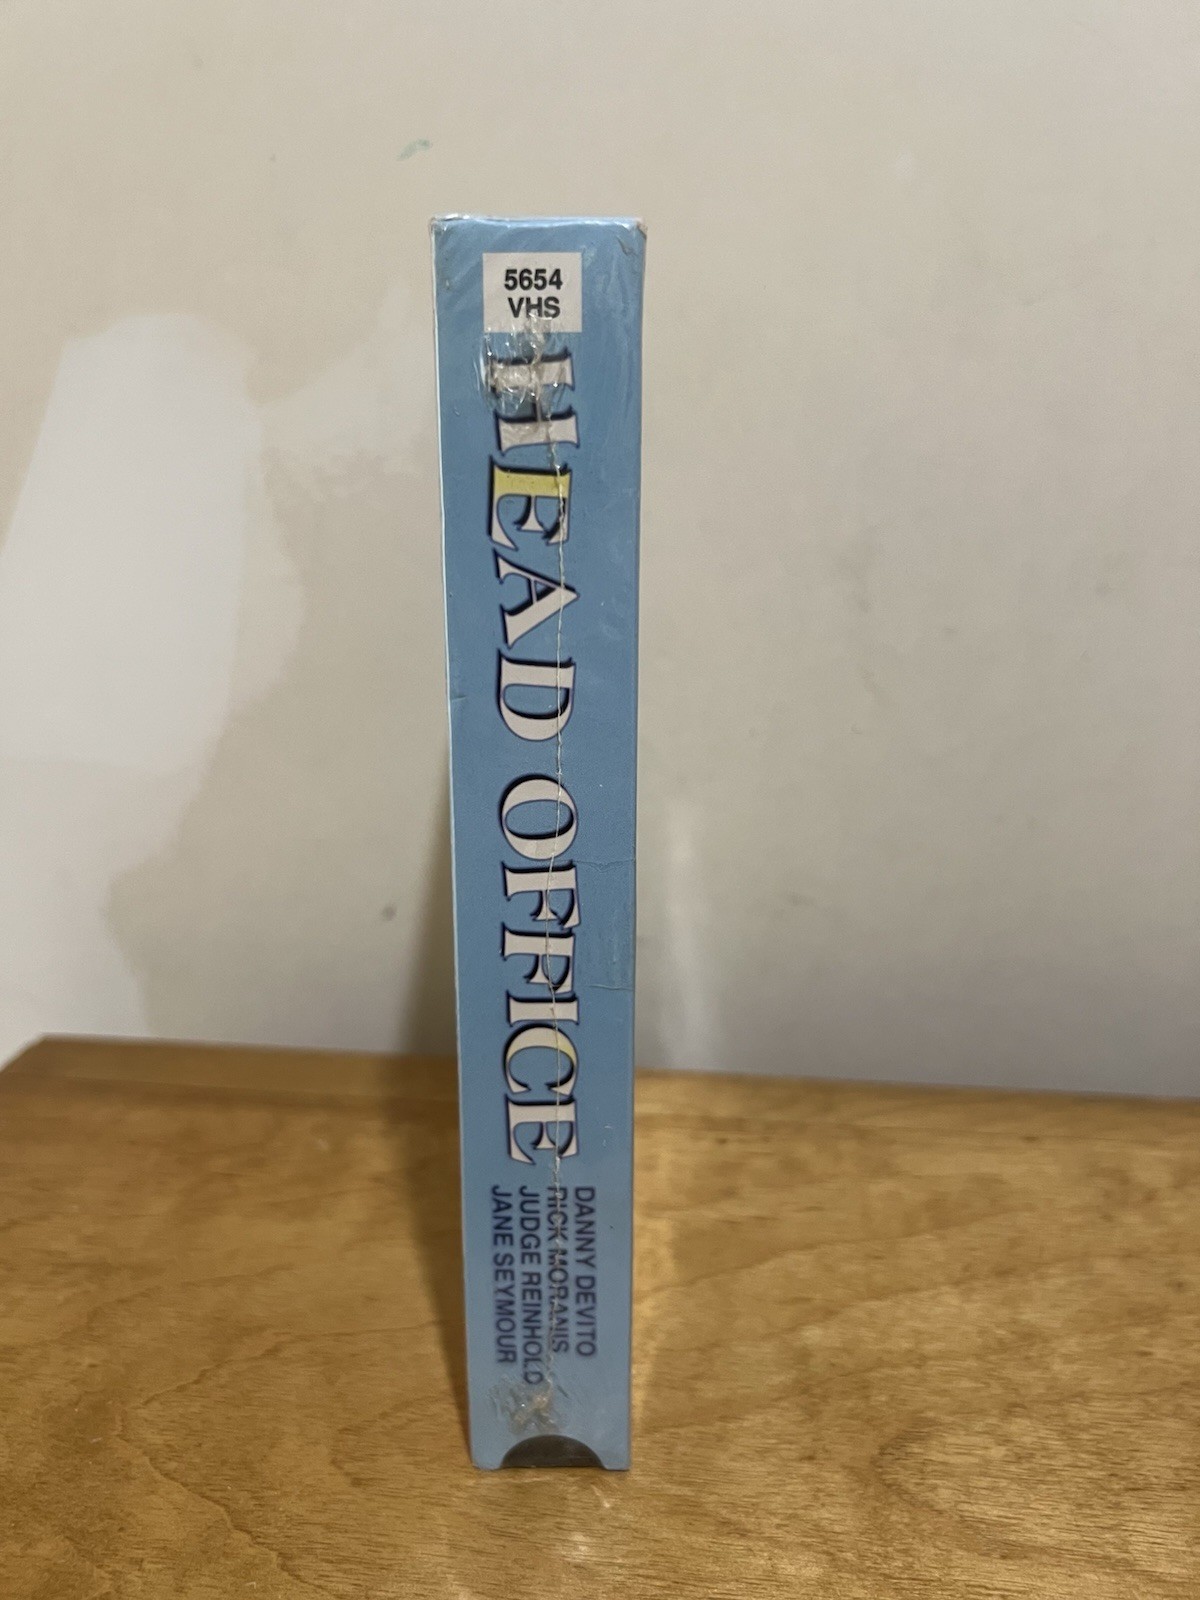 5654
VHS
HEAD OFFICE
DANNY DEVITO
RICK MORANIS
JUDGE REINHOLD
JANE SEYMOUR